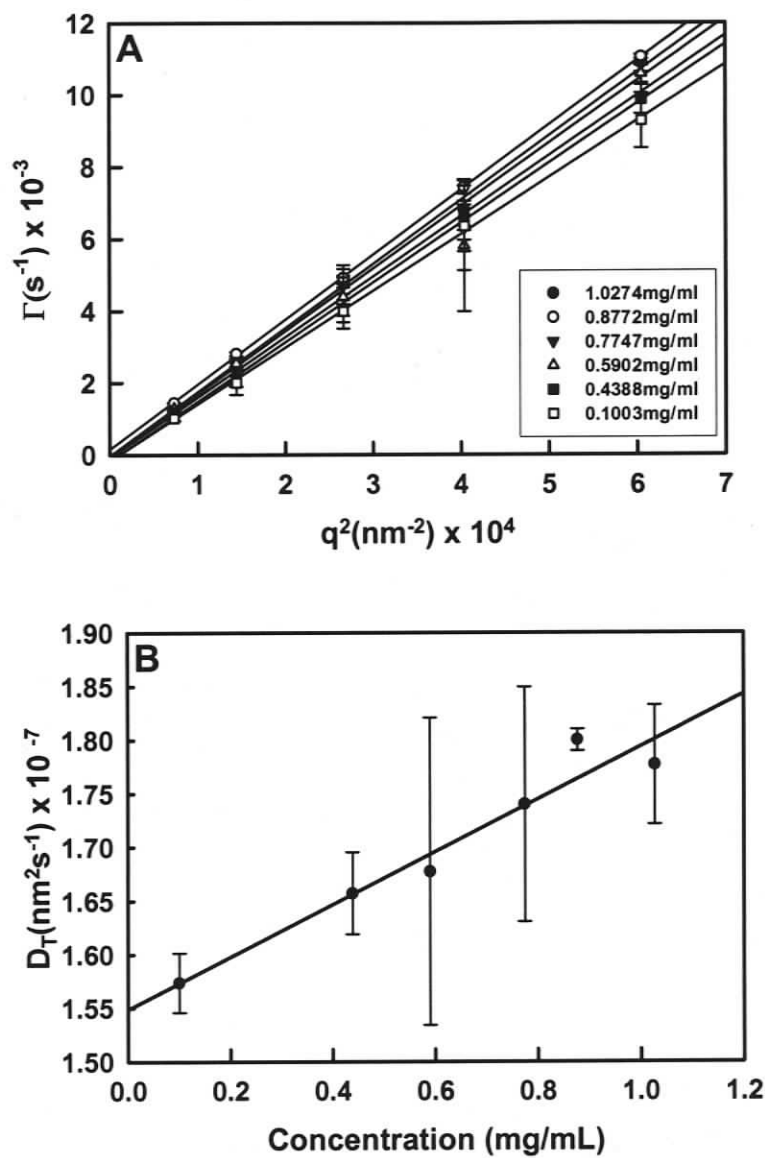 A
12
10
8
6
4
2
0
Γ(s⁻¹) x 10⁻³
1.0274mg/ml
0.8772mg/ml
0.7747mg/ml
0.5902mg/ml
0.4388mg/ml
0.1003mg/ml
0 1 2 3 4 5 6 7
q²(nm⁻²) x 10⁴
B
1.90
1.85
1.80
1.75
1.70
1.65
1.60
1.55
1.50
D_T(nm²s⁻¹) x 10⁻⁷
0.0 0.2 0.4 0.6 0.8 1.0 1.2
Concentration (mg/mL)